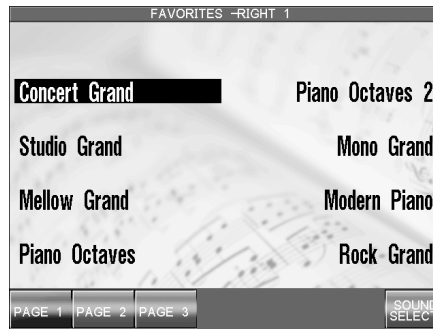 FAVORITES -RIGHT 1
Concert Grand
Piano Octaves 2
Studio Grand
Mono Grand
Mellow Grand
Modern Piano
Piano Octaves
Rock Grand
PAGE 1 PAGE 2 PAGE 3
SOUND
SELECT